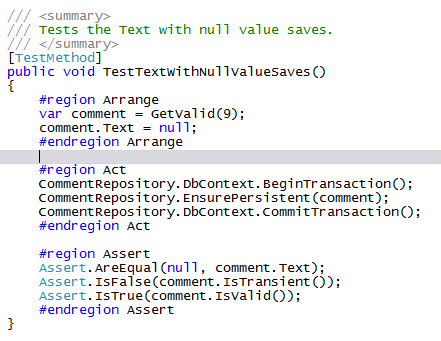 /// <summary>
/// Tests the Text with null value saves.
/// </summary>
[TestMethod]
public void TestTextWithNullValueSaves()
{
    #region Arrange
    var comment = GetValid(9);
    comment.Text = null;
    #endregion Arrange

    #region Act
    CommentRepository.DbContext.BeginTransaction();
    CommentRepository.EnsurePersistent(comment);
    CommentRepository.DbContext.CommitTransaction();
    #endregion Act

    #region Assert
    Assert.AreEqual(null, comment.Text);
    Assert.IsFalse(comment.IsTransient());
    Assert.IsTrue(comment.IsValid());
    #endregion Assert
}